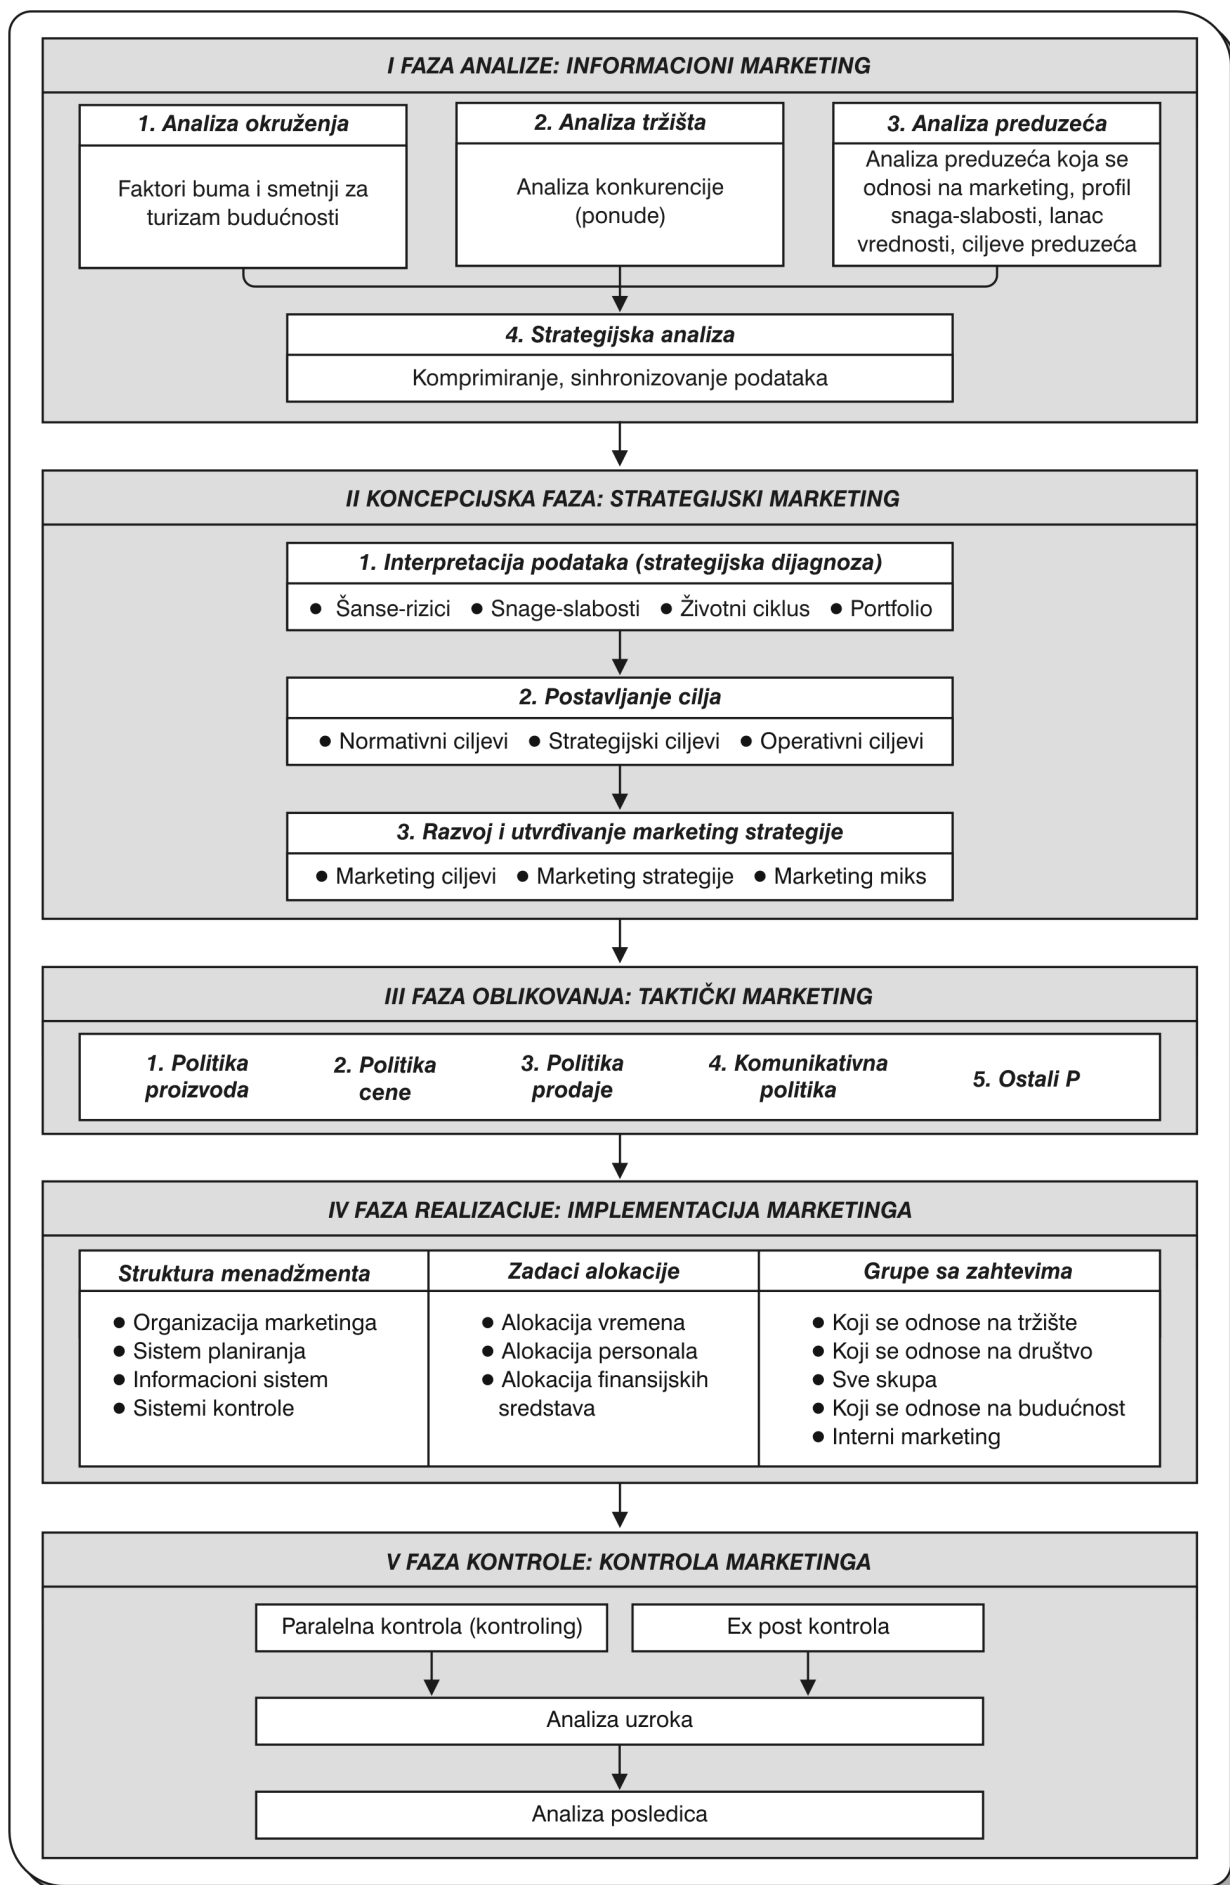 I FAZA ANALIZE: INFORMACIONI MARKETING
1. Analiza okruženja
Faktori buma i smetnji za
turizam budućnosti
2. Analiza tržišta
Analiza konkurencije
(ponude)
3. Analiza preduzeća
Analiza preduzeća koja se
odnosi na marketing, profil
snaga-slabosti, lanac
vrednosti, ciljeve preduzeća
4. Strategijska analiza
Komprimiranje, sinhronizovanje podataka
II KONCEPCIJSKA FAZA: STRATEGIJSKI MARKETING
1. Interpretacija podataka (strategijska dijagnoza)
● Šanse-rizici ● Snage-slabosti ● Životni ciklus ● Portfolio
2. Postavljanje cilja
● Normativni ciljevi ● Strategijski ciljevi ● Operativni ciljevi
3. Razvoj i utvrđivanje marketing strategije
● Marketing ciljevi ● Marketing strategije ● Marketing miks
III FAZA OBLIKOVANJA: TAKTIČKI MARKETING
1. Politika
proizvoda
2. Politika
cene
3. Politika
prodaje
4. Komunikativna
politika
5. Ostali P
IV FAZA REALIZACIJE: IMPLEMENTACIJA MARKETINGA
Struktura menadžmenta
● Organizacija marketinga
● Sistem planiranja
● Informacioni sistem
● Sistemi kontrole
Zadaci alokacije
● Alokacija vremena
● Alokacija personala
● Alokacija finansijskih
sredstava
Grupe sa zahtevima
● Koji se odnose na tržište
● Koji se odnose na društvo
● Sve skupa
● Koji se odnose na budućnost
● Interni marketing
V FAZA KONTROLE: KONTROLA MARKETINGA
Paralelna kontrola (kontroling)
Ex post kontrola
Analiza uzroka
Analiza posledica